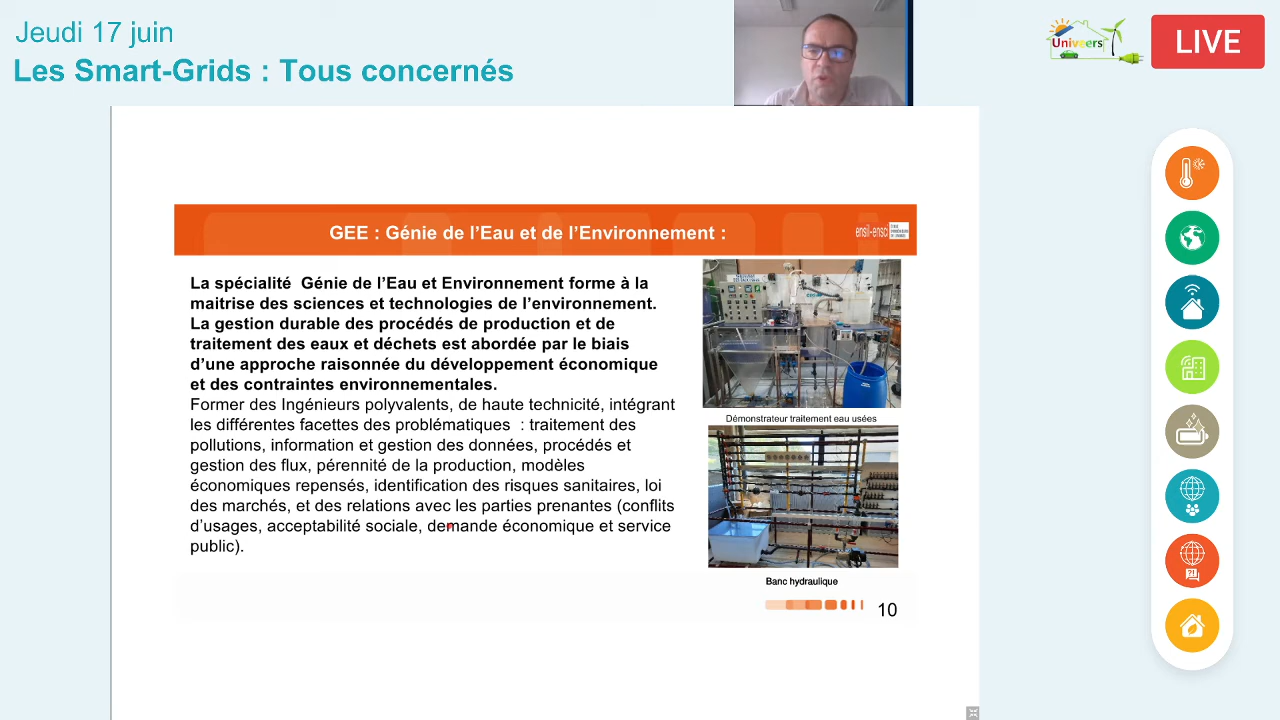 Jeudi 17 juin
Les Smart-Grids : Tous concernés
Univeers
LIVE
GEE : Génie de l’Eau et de l’Environnement :
ensil-ensci
La spécialité  Génie de l’Eau et Environnement forme à la
maitrise des sciences et technologies de l’environnement.
La gestion durable des procédés de production et de
traitement des eaux et déchets est abordée par le biais
d’une approche raisonnée du développement économique
et des contraintes environnementales.
Former des Ingénieurs polyvalents, de haute technicité, intégrant
les différentes facettes des problématiques  : traitement des
pollutions, information et gestion des données, procédés et
gestion des flux, pérennité de la production, modèles
économiques repensés, identification des risques sanitaires, loi
des marchés, et des relations avec les parties prenantes (conflits
d’usages, acceptabilité sociale, demande économique et service
public).
Démonstrateur traitement eau usées
Banc hydraulique
10
?!